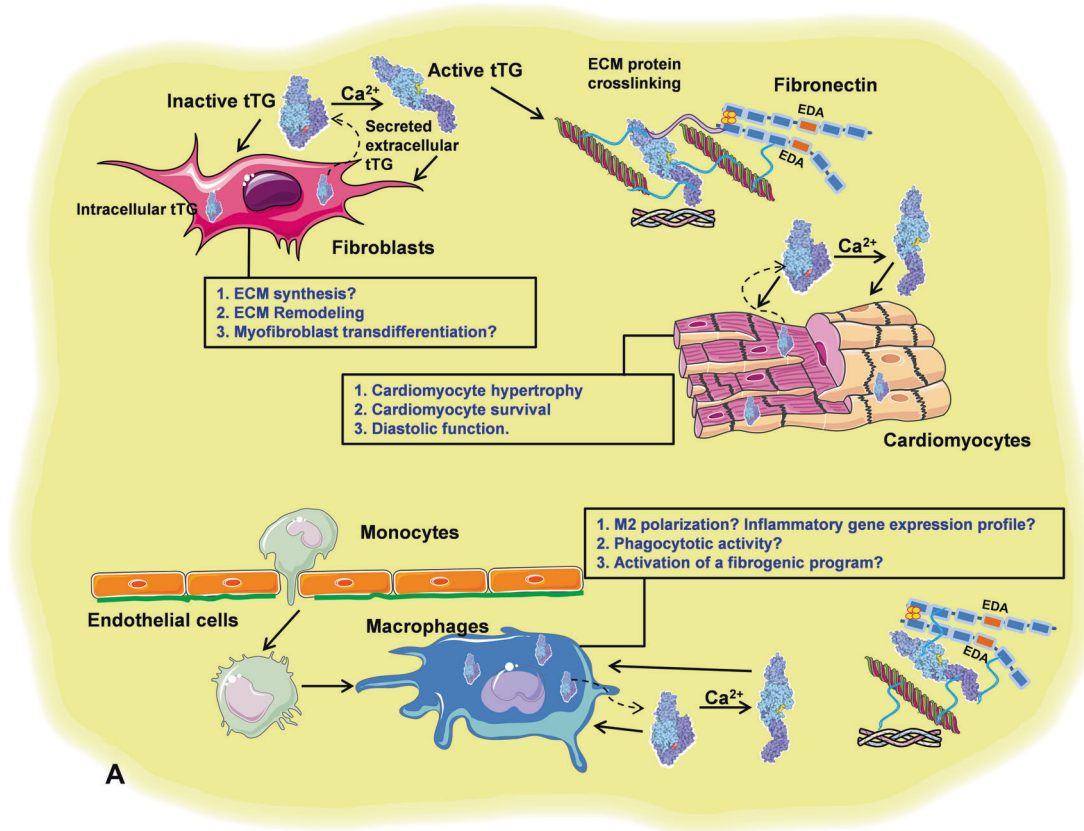 Inactive tTG
Ca2+
Active tTG
Secreted
extracellular
tTG
Intracellular tTG
Fibroblasts
1. ECM synthesis?
2. ECM Remodeling
3. Myofibroblast transdifferentiation?
ECM protein
crosslinking
Fibronectin
EDA
EDA
Ca2+
1. Cardiomyocyte hypertrophy
2. Cardiomyocyte survival
3. Diastolic function.
Cardiomyocytes
Monocytes
1. M2 polarization? Inflammatory gene expression profile?
2. Phagocytotic activity?
3. Activation of a fibrogenic program?
Endothelial cells
Macrophages
Ca2+
EDA
EDA
A